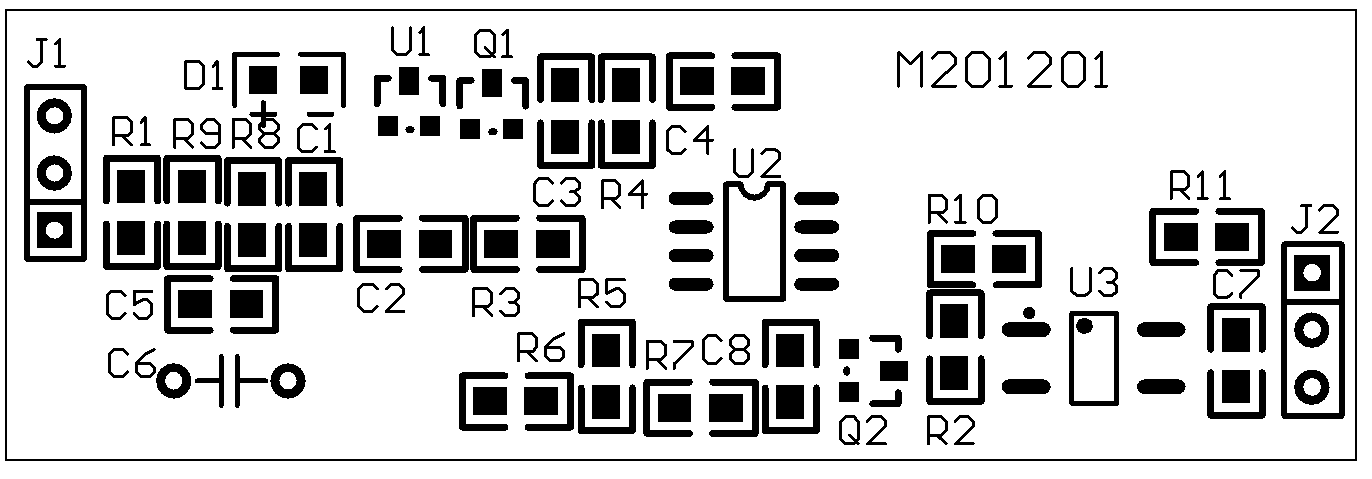 J1
D1
U1
Q1
M201201
R1
R9
R8
C1
C3
R4
C4
U2
R10
R11
J2
C5
C2
R3
R5
U3
C7
C6
R6
R7
C8
Q2
R2